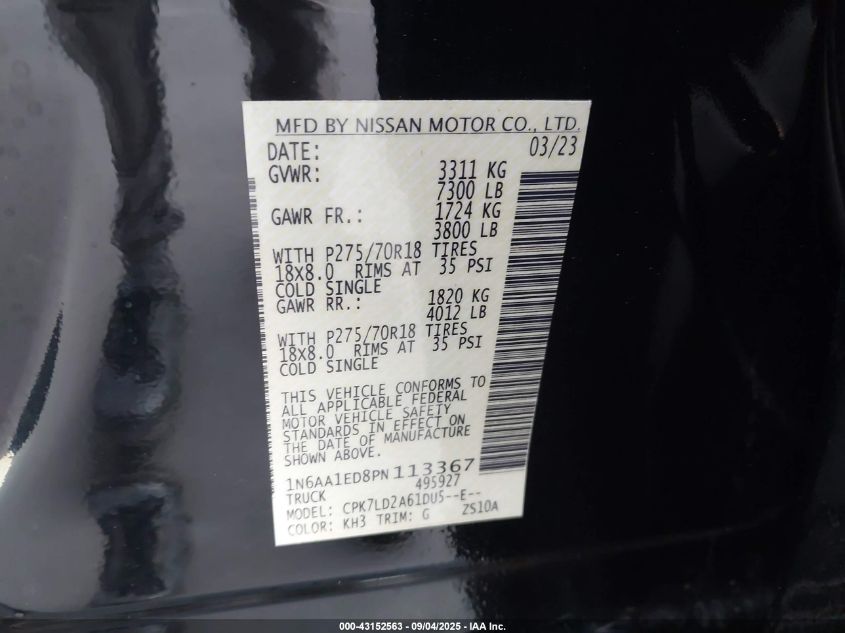 MFD BY NISSAN MOTOR CO., LTD.
DATE: 03/23
GVWR: 3311 KG
7300 LB
GAWR FR.: 1724 KG
3800 LB
WITH P275/70R18 TIRES
18X8.0 RIMS AT 35 PSI
COLD SINGLE
GAWR RR.: 1820 KG
4012 LB
WITH P275/70R18 TIRES
18X8.0 RIMS AT 35 PSI
COLD SINGLE
THIS VEHICLE CONFORMS TO
ALL APPLICABLE FEDERAL
MOTOR VEHICLE SAFETY
STANDARDS IN EFFECT ON
THE DATE OF MANUFACTURE
SHOWN ABOVE.
1N6AA1ED8PN113367
TRUCK 495927
MODEL: CPK7LD2A61DU5--E--
COLOR: KH3 TRIM: G ZS10A
000-43152563 - 09/04/2025 - IAA Inc.